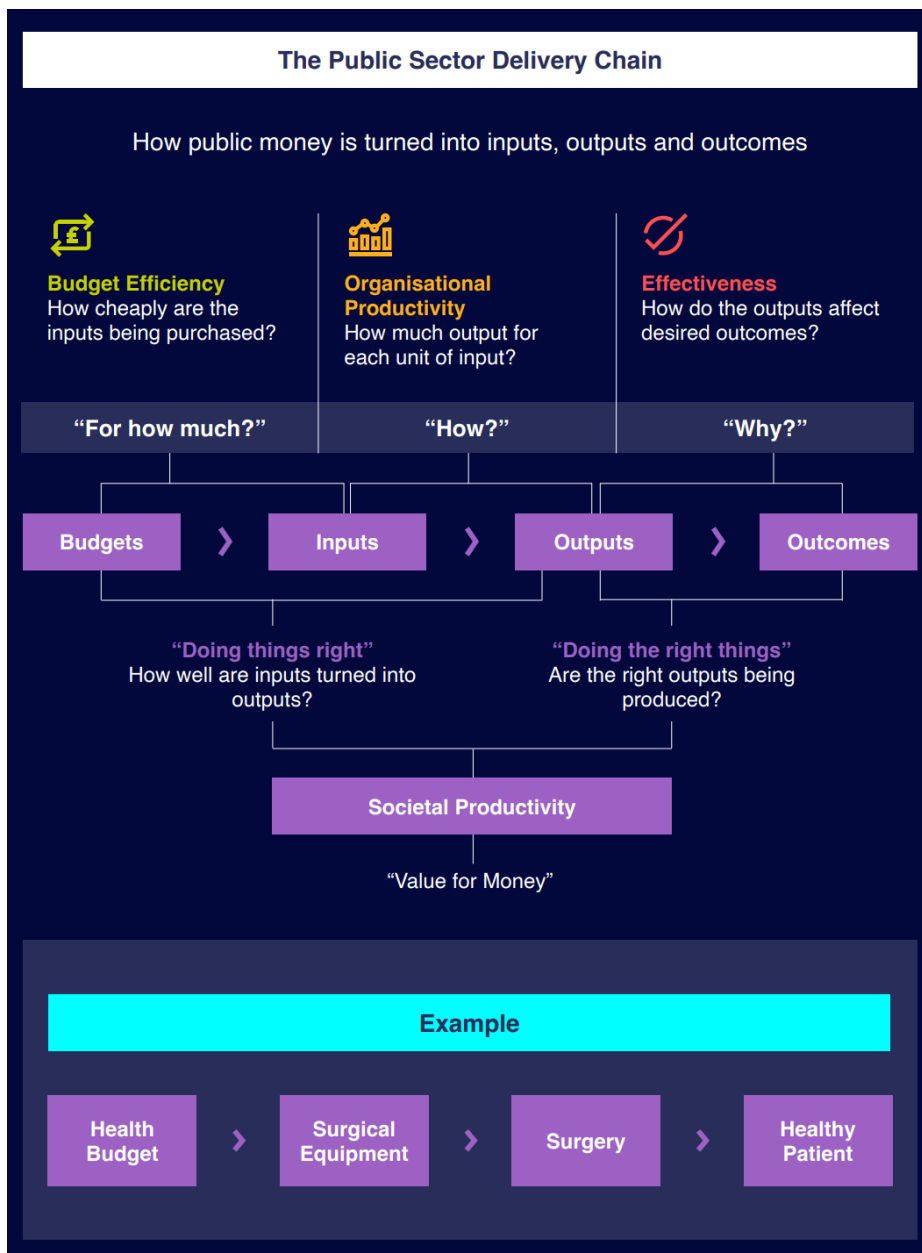 The Public Sector Delivery Chain
How public money is turned into inputs, outputs and outcomes
£
Budget Efficiency
How cheaply are the
inputs being purchased?
Organisational
Productivity
How much output for
each unit of input?
Effectiveness
How do the outputs affect
desired outcomes?
“For how much?”
“How?”
“Why?”
Budgets
Inputs
Outputs
Outcomes
“Doing things right”
How well are inputs turned into
outputs?
“Doing the right things”
Are the right outputs being
produced?
Societal Productivity
“Value for Money”
Example
Health
Budget
Surgical
Equipment
Surgery
Healthy
Patient